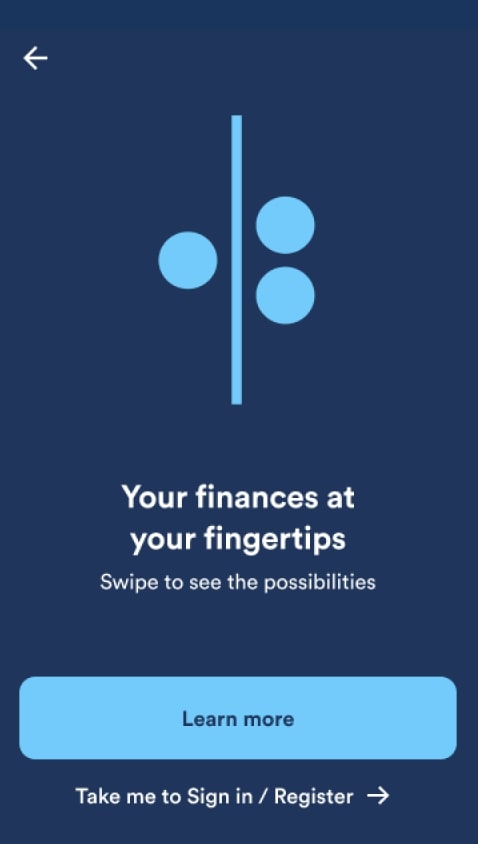 Your finances at
your fingertips
Swipe to see the possibilities
Learn more
Take me to Sign in / Register